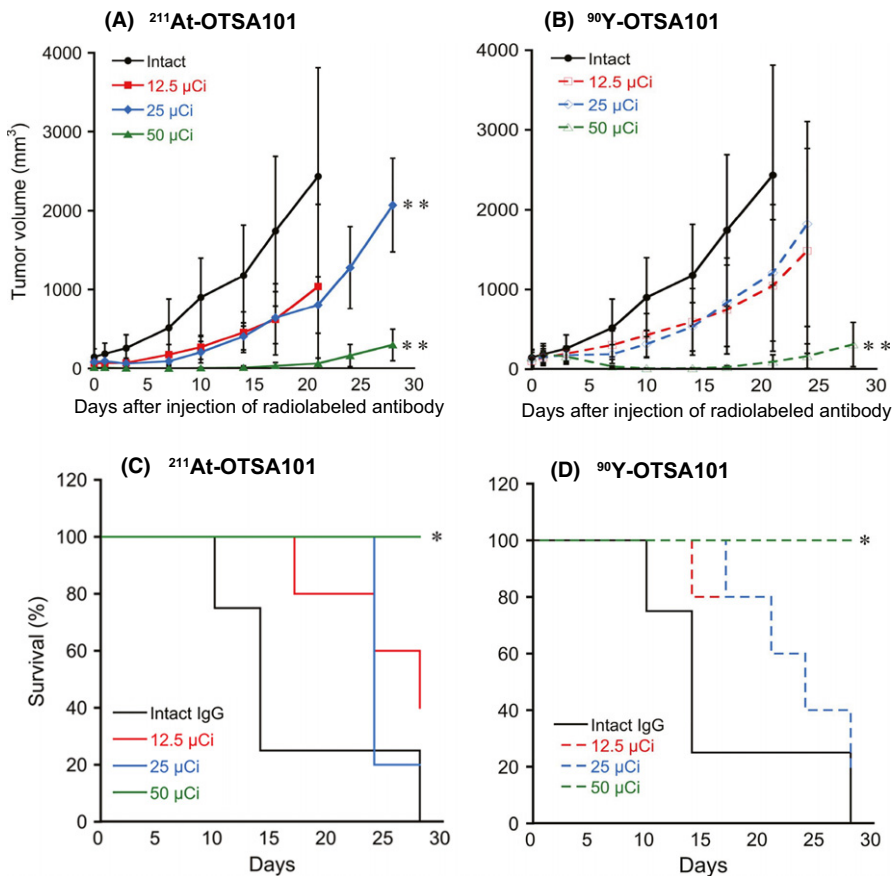 (A) ²¹¹At-OTSA101
Tumor volume (mm³)
4000
3000
2000
1000
0
Intact
12.5 µCi
25 µCi
50 µCi
**
**
0 5 10 15 20 25 30
Days after injection of radiolabeled antibody
(B) ⁹⁰Y-OTSA101
4000
3000
2000
1000
0
Intact
12.5 µCi
25 µCi
50 µCi
**
0 5 10 15 20 25 30
Days after injection of radiolabeled antibody
(C) ²¹¹At-OTSA101
Survival (%)
120
100
80
60
40
20
0
*
Intact IgG
12.5 µCi
25 µCi
50 µCi
0 5 10 15 20 25 30
Days
(D) ⁹⁰Y-OTSA101
120
100
80
60
40
20
0
*
Intact IgG
12.5 µCi
25 µCi
50 µCi
0 5 10 15 20 25 30
Days